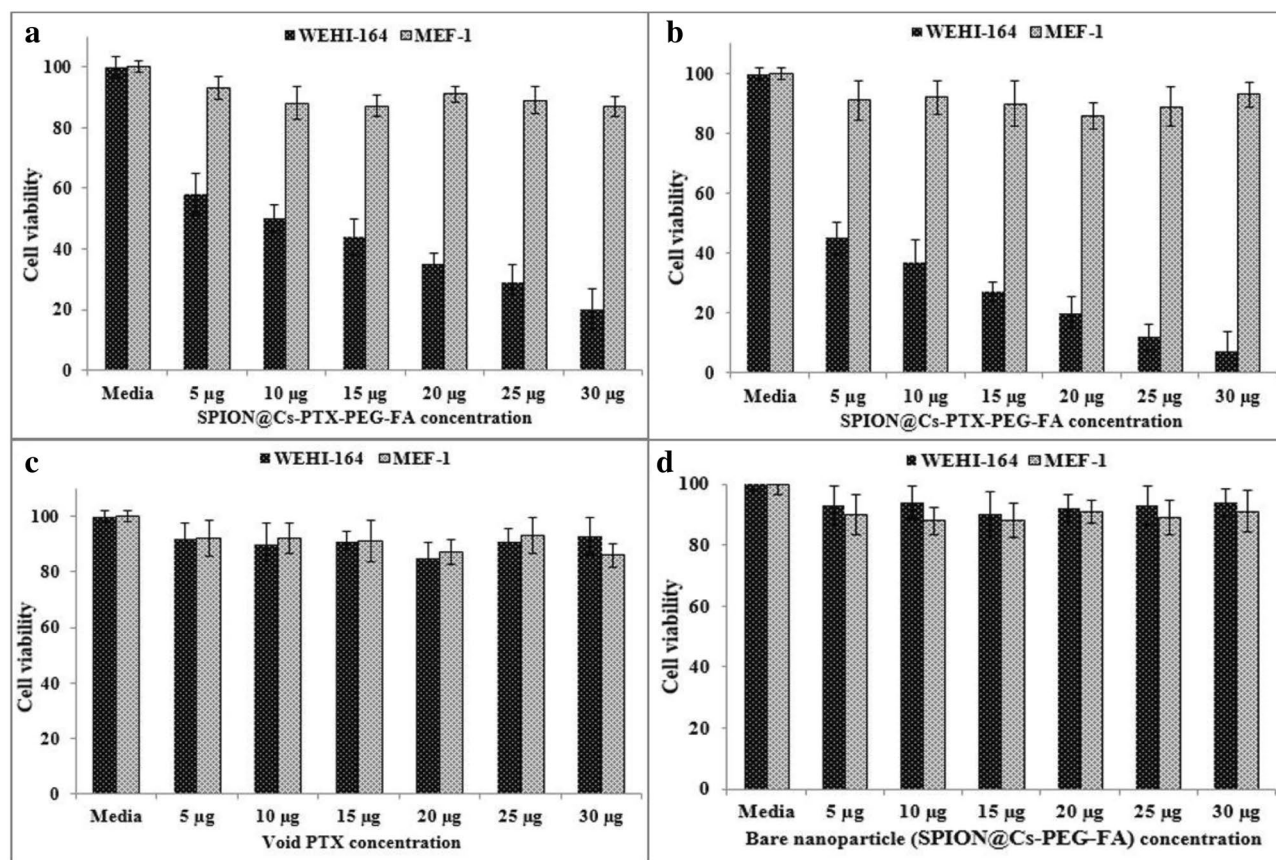 a
WEHI-164 MEF-1
100
80
60
40
20
0
Cell viability
Media 5 µg 10 µg 15 µg 20 µg 25 µg 30 µg
SPION@Cs-PTX-PEG-FA concentration
b
WEHI-164 MEF-1
100
80
60
40
20
0
Cell viability
Media 5 µg 10 µg 15 µg 20 µg 25 µg 30 µg
SPION@Cs-PTX-PEG-FA concentration
c
WEHI-164 MEF-1
100
80
60
40
20
0
Cell viability
Media 5 µg 10 µg 15 µg 20 µg 25 µg 30 µg
Void PTX concentration
d
WEHI-164 MEF-1
100
80
60
40
20
0
Cell viability
Media 5 µg 10 µg 15 µg 20 µg 25 µg 30 µg
Bare nanoparticle (SPION@Cs-PEG-FA) concentration